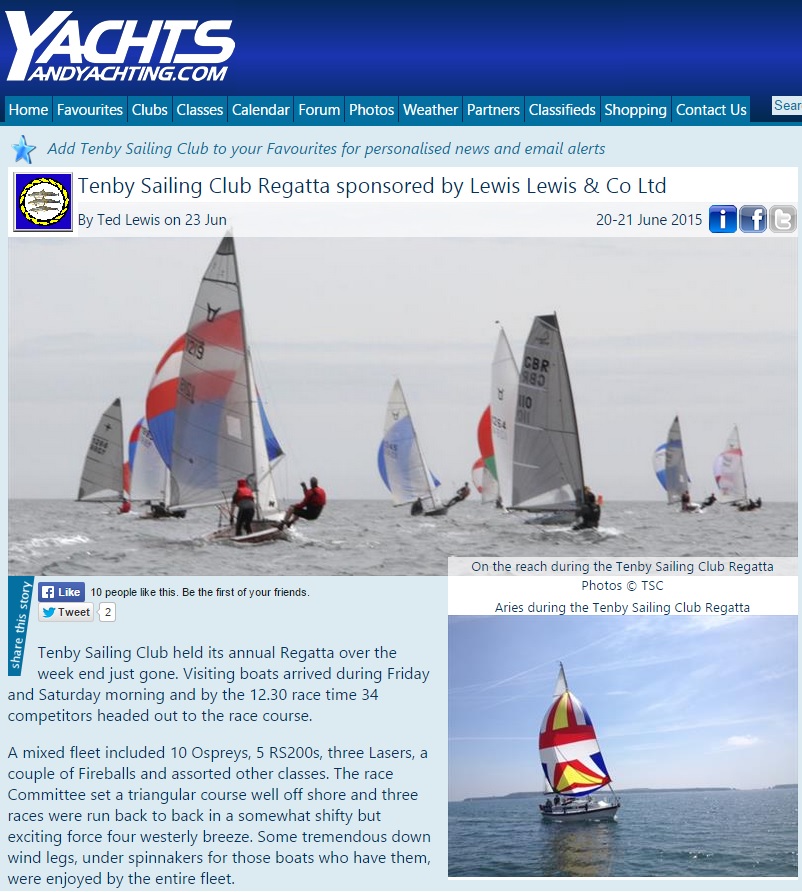 YACHTS
ANDYACHTING.COM
Home Favourites Clubs Classes Calendar Forum Photos Weather Partners Classifieds Shopping Contact Us
Sear
Add Tenby Sailing Club to your Favourites for personalised news and email alerts
Tenby Sailing Club Regatta sponsored by Lewis Lewis & Co Ltd
By Ted Lewis on 23 Jun
20-21 June 2015
GBR
On the reach during the Tenby Sailing Club Regatta
Photos © TSC
share this story
Like 10 people like this. Be the first of your friends.
Tweet 2
Aries during the Tenby Sailing Club Regatta
Tenby Sailing Club held its annual Regatta over the
week end just gone. Visiting boats arrived during Friday
and Saturday morning and by the 12.30 race time 34
competitors headed out to the race course.
A mixed fleet included 10 Ospreys, 5 RS200s, three Lasers, a
couple of Fireballs and assorted other classes. The race
Committee set a triangular course well off shore and three
races were run back to back in a somewhat shifty but
exciting force four westerly breeze. Some tremendous down
wind legs, under spinnakers for those boats who have them,
were enjoyed by the entire fleet.